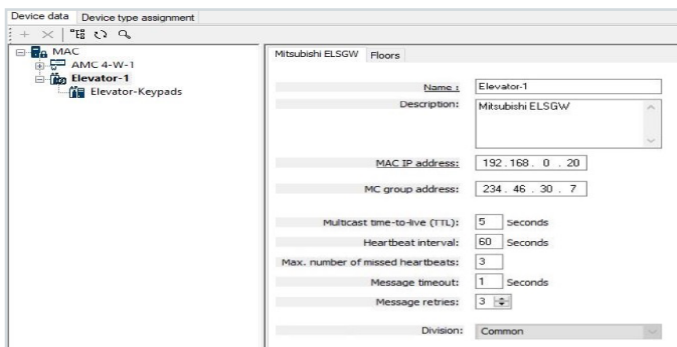 Device data Device type assignment
MAC
AMC 4-W-1
Elevator-1
Elevator-Keypads
Mitsubishi ELSGW Floors
Name : Elevator-1
Description: Mitsubishi ELSGW
MAC IP address: 192 . 168 . 0 . 20
MC group address: 234 . 46 . 30 . 7
Multicast time-to-live (TTL): 5 Seconds
Heartbeat interval: 60 Seconds
Max. number of missed heartbeats: 3
Message timeout: 1 Seconds
Message retries: 3
Division: Common